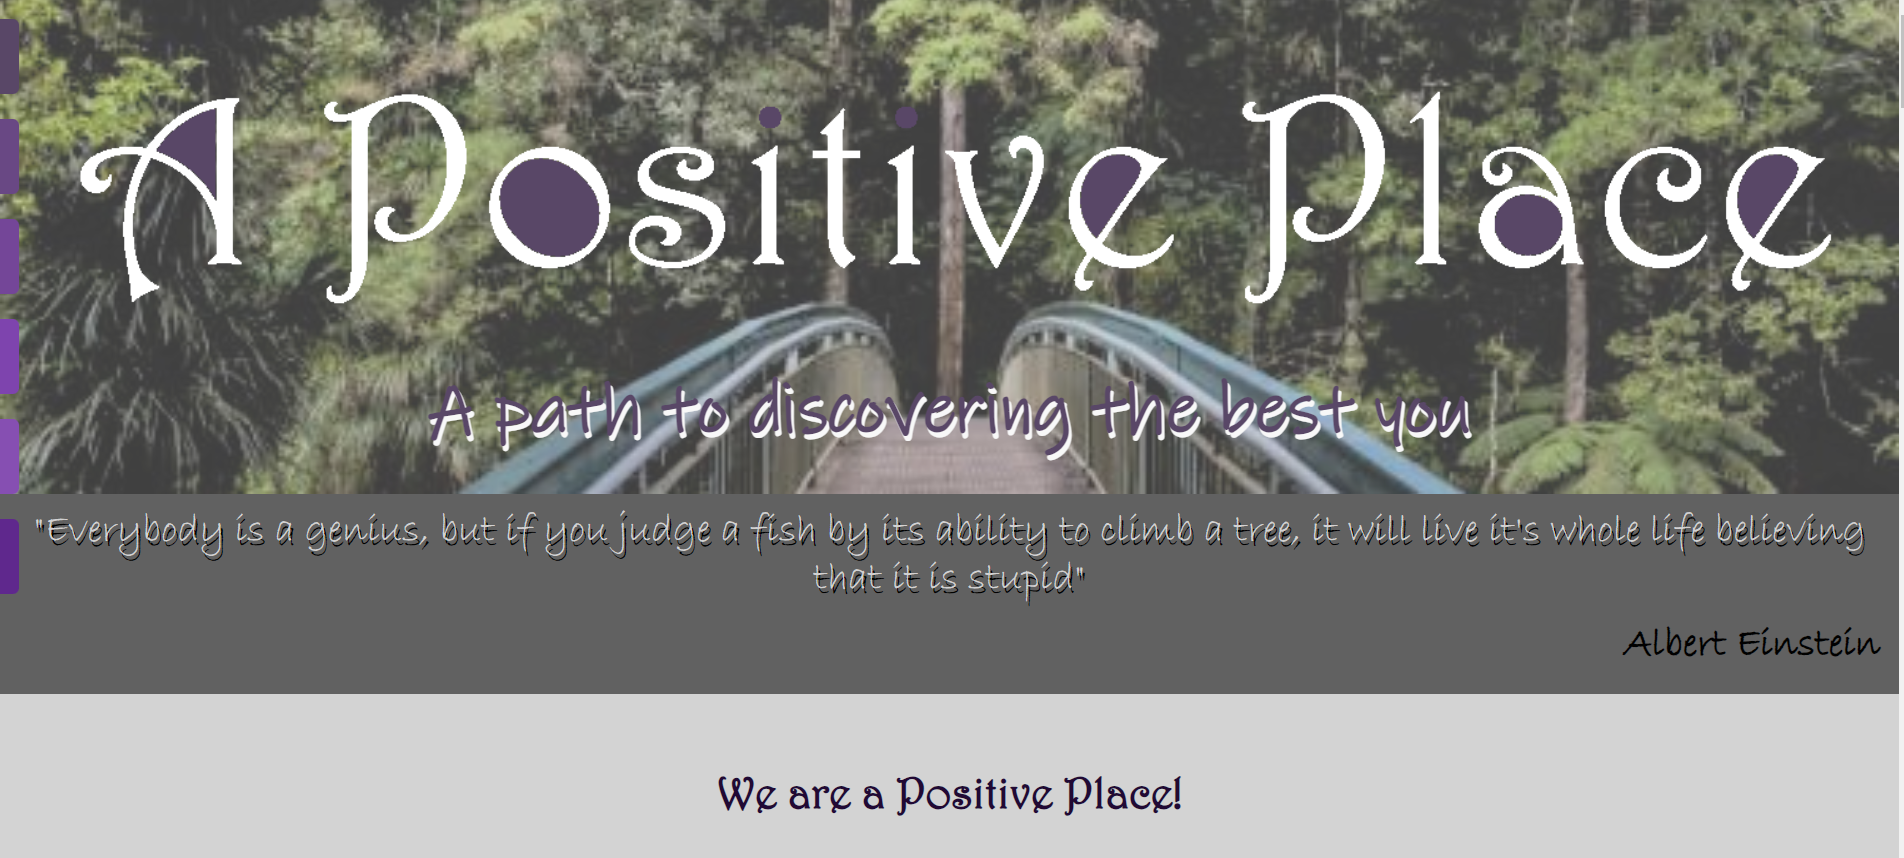 A Positive Place
A path to discovering the best you
"Everybody is a genius, but if you judge a fish by its ability to climb a tree, it will live it's whole life believing
that it is stupid"
Albert Einstein
We are a Positive Place!